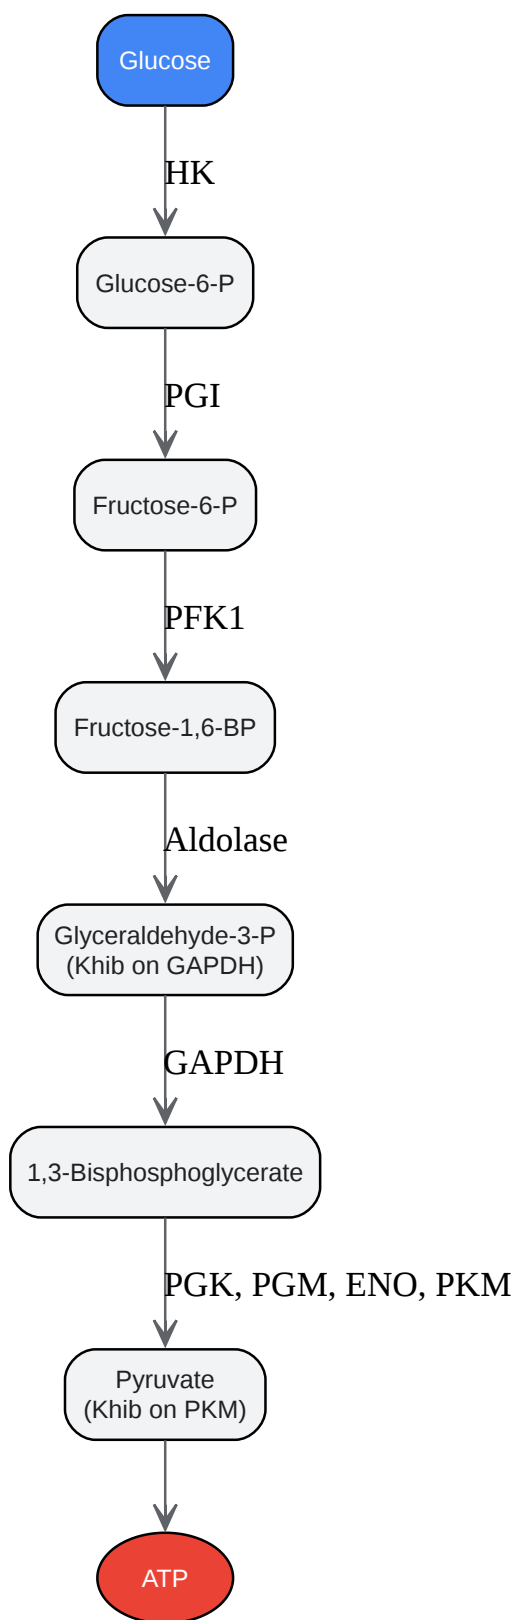 Glucose
HK
Glucose-6-P
PGI
Fructose-6-P
PFK1
Fructose-1,6-BP
Aldolase
Glyceraldehyde-3-P
(Khib on GAPDH)
GAPDH
1,3-Bisphosphoglycerate
PGK, PGM, ENO, PKM
Pyruvate
(Khib on PKM)
ATP